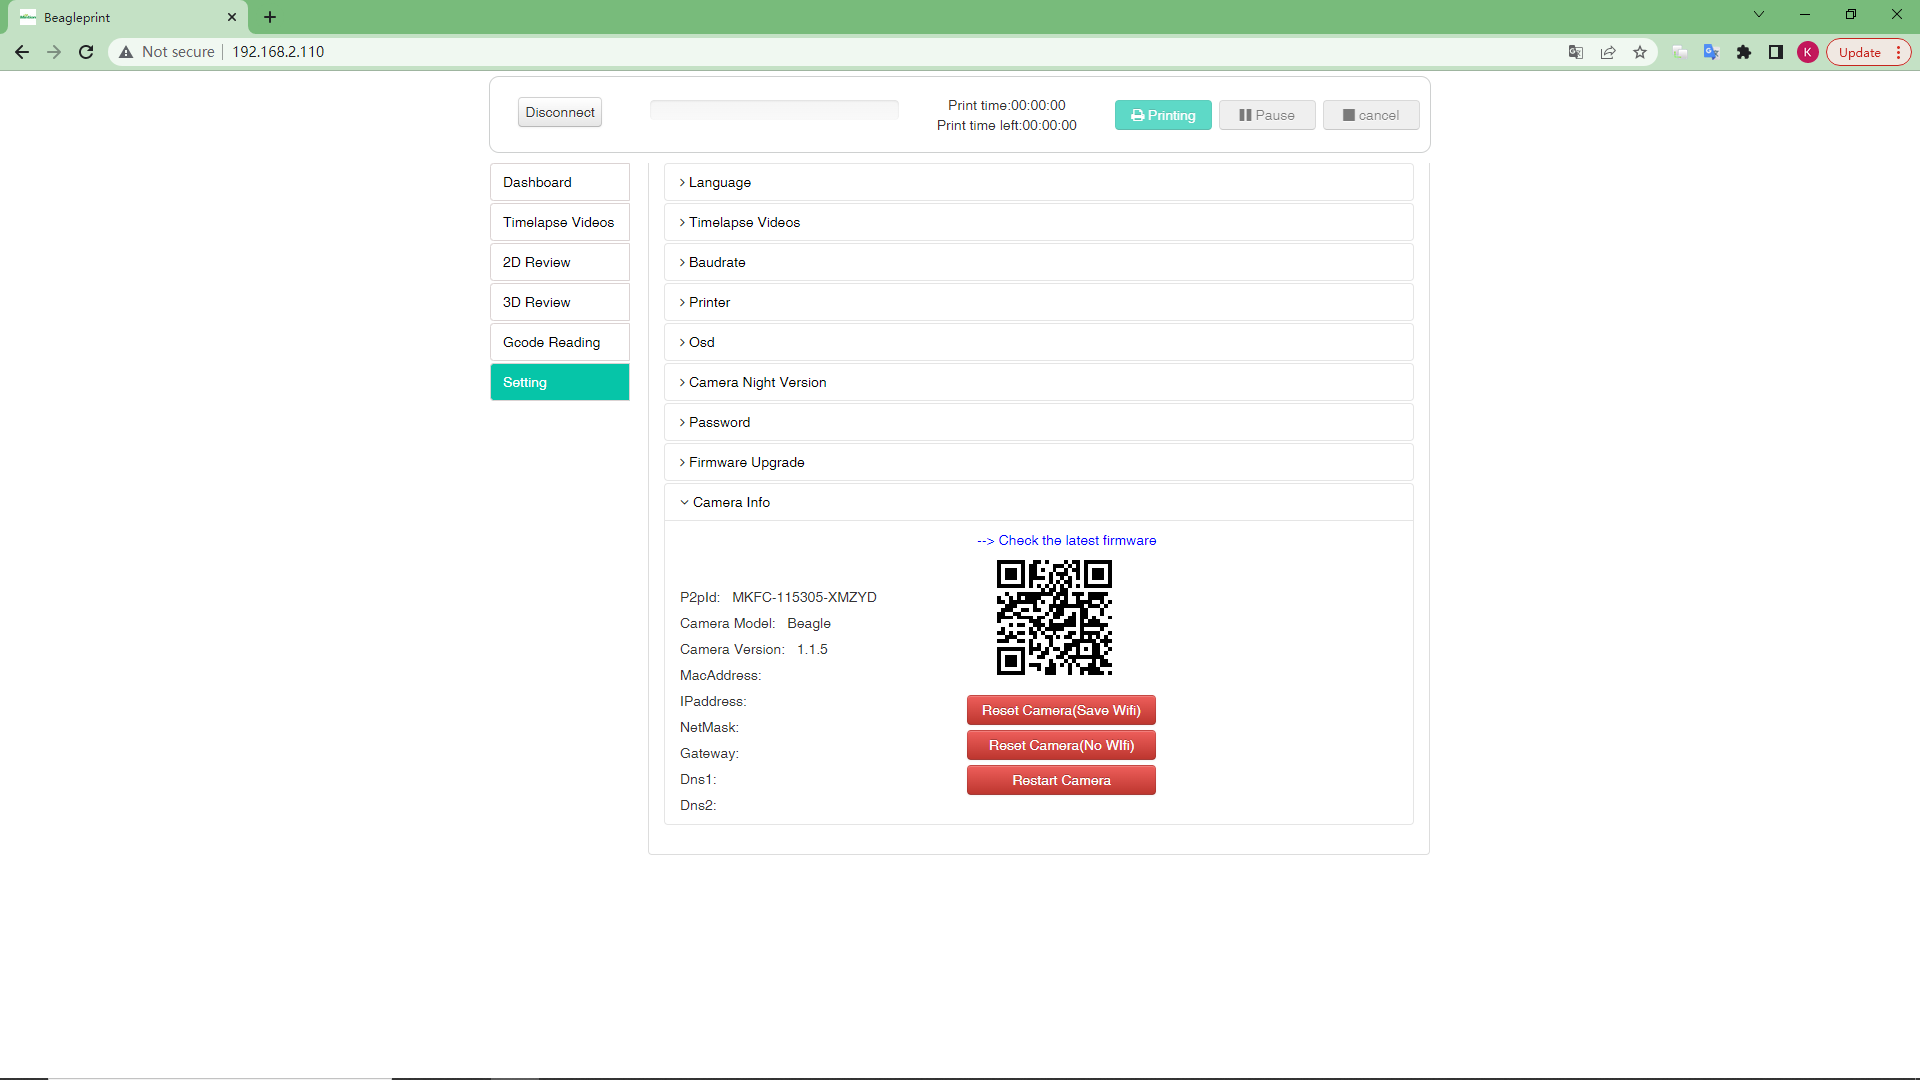 Beagleprint
Not secure
192.168.2.110
K
Update
Disconnect
Print time:00:00:00
Print time left:00:00:00
Printing
Pause
cancel
Dashboard
Timelapse Videos
2D Review
3D Review
Gcode Reading
Setting
Language
Timelapse Videos
Baudrate
Printer
Osd
Camera Night Version
Password
Firmware Upgrade
Camera Info
--> Check the latest firmware
P2pId: MKFC-115305-XMZYD
Camera Model: Beagle
Camera Version: 1.1.5
MacAddress:
IPaddress:
NetMask:
Gateway:
Dns1:
Dns2:
Reset Camera(Save Wifi)
Reset Camera(No WIfi)
Restart Camera